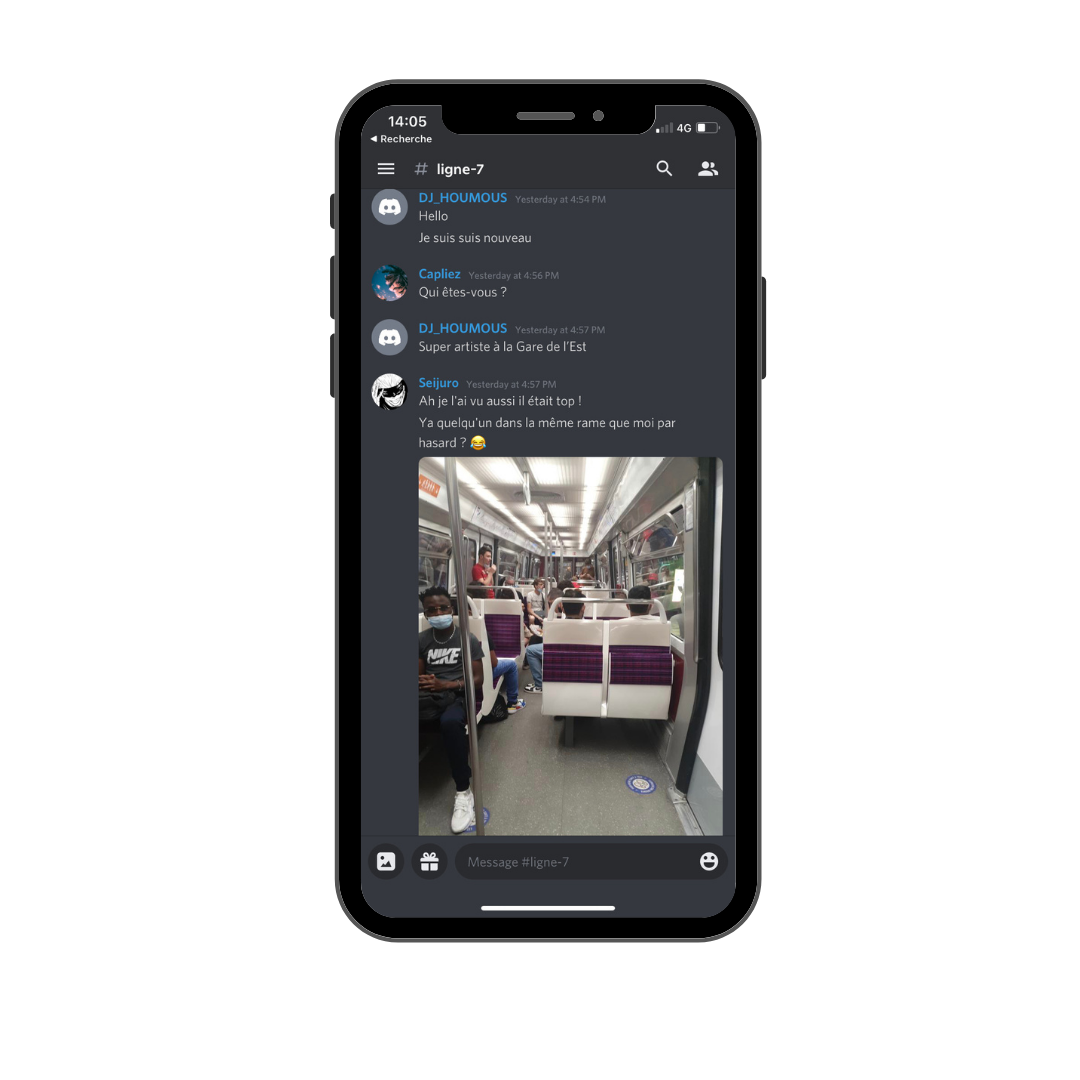 14:05
4G
◀ Recherche
# ligne-7
DJ_HOUMOUS Yesterday at 4:54 PM
Hello
Je suis suis nouveau
Capliez Yesterday at 4:56 PM
Qui êtes-vous ?
DJ_HOUMOUS Yesterday at 4:57 PM
Super artiste à la Gare de l'Est
Seijuro Yesterday at 4:57 PM
Ah je l'ai vu aussi il était top !
Ya quelqu'un dans la même rame que moi par
hasard ? 😂
NIKE
Message #ligne-7